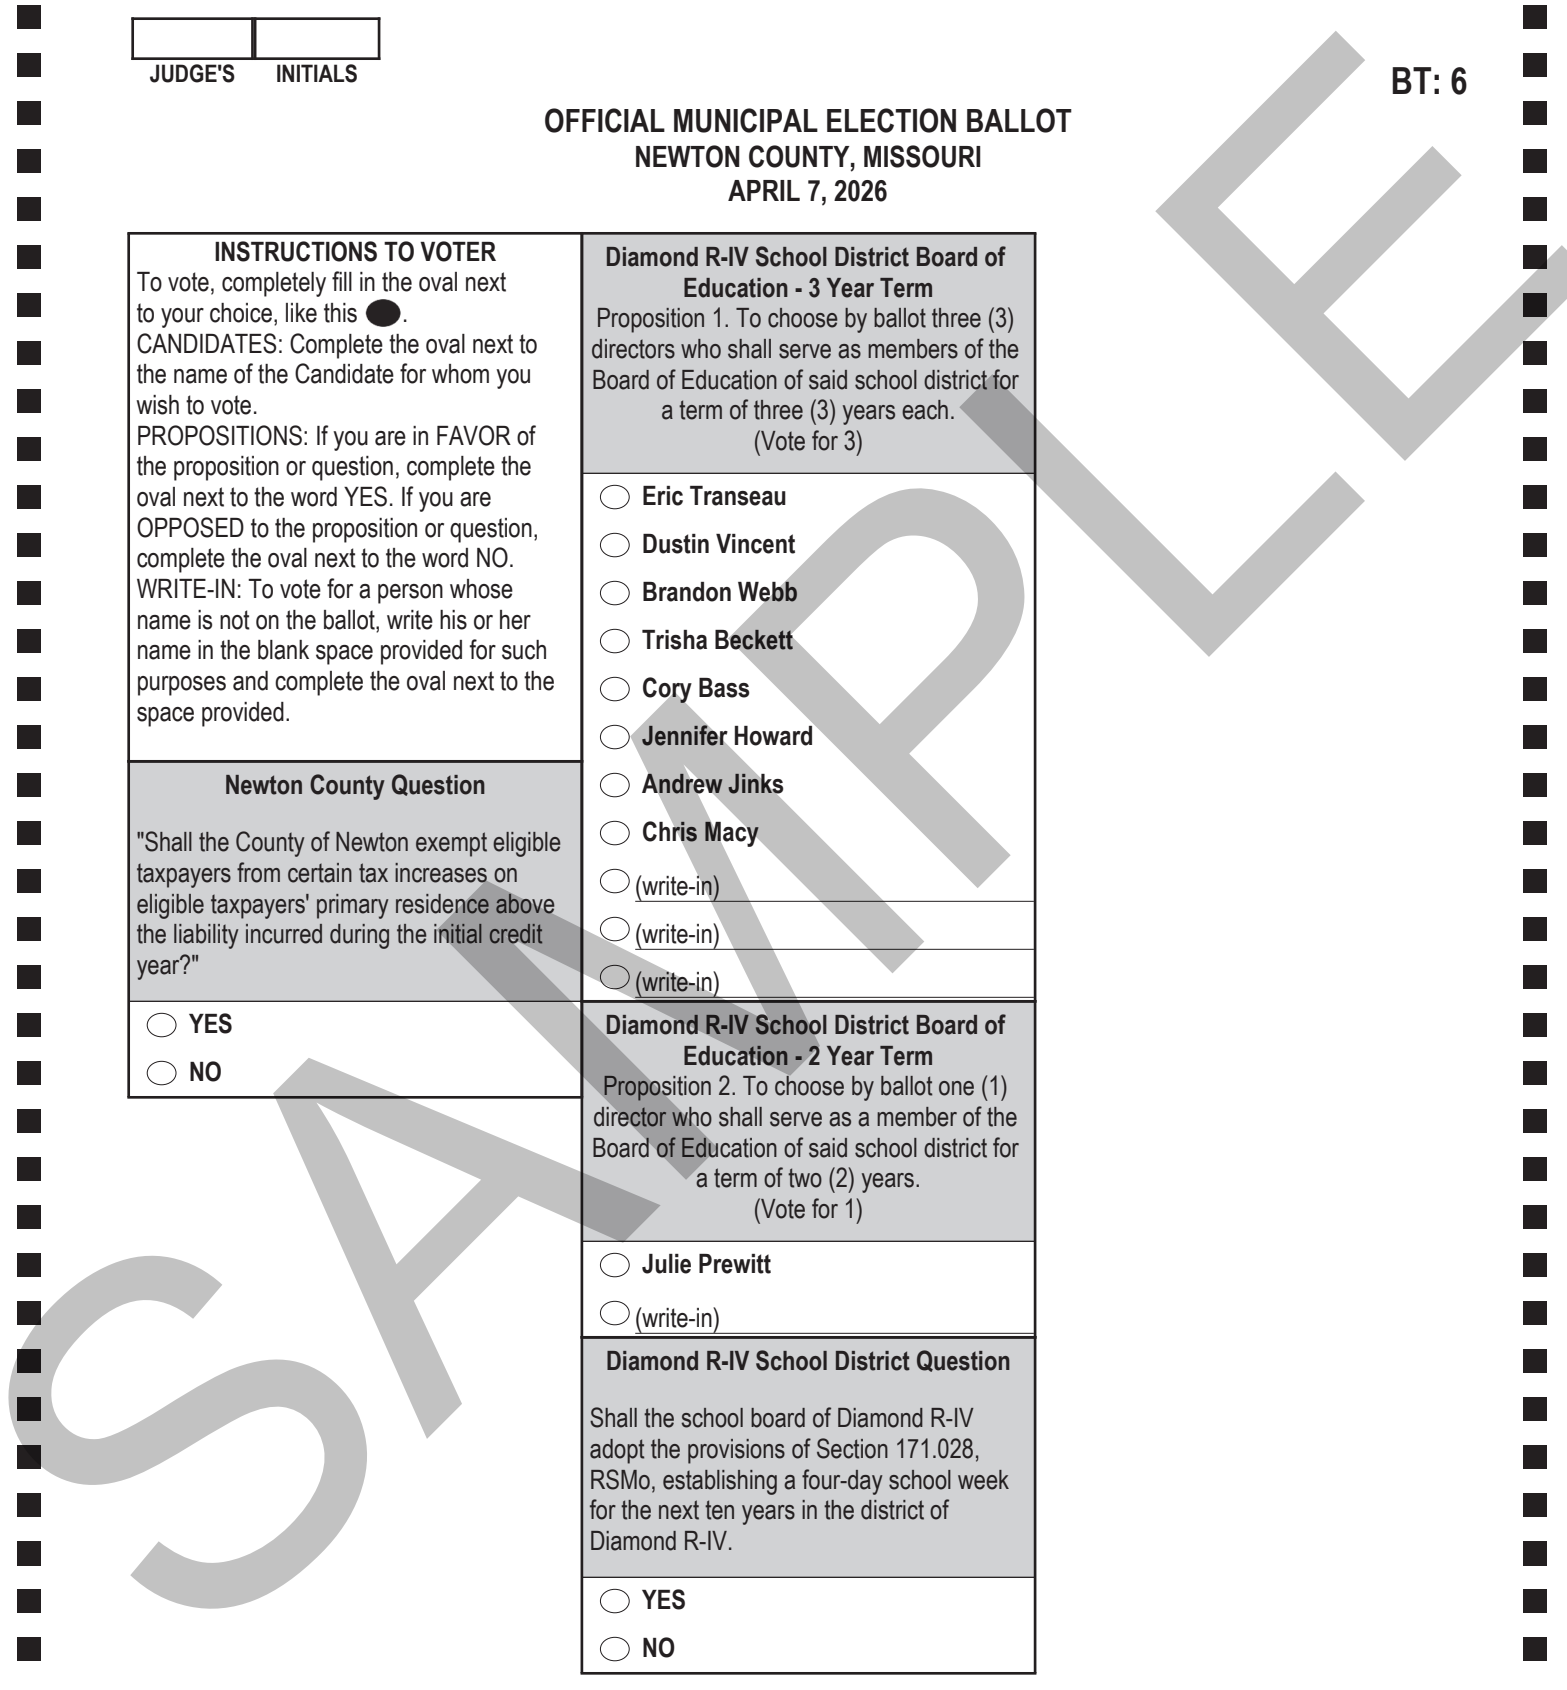 JUDGE'S INITIALS
BT: 6
OFFICIAL MUNICIPAL ELECTION BALLOT
NEWTON COUNTY, MISSOURI
APRIL 7, 2026
INSTRUCTIONS TO VOTER
To vote, completely fill in the oval next
to your choice, like this .
CANDIDATES: Complete the oval next to
the name of the Candidate for whom you
wish to vote.
PROPOSITIONS: If you are in FAVOR of
the proposition or question, complete the
oval next to the word YES. If you are
OPPOSED to the proposition or question,
complete the oval next to the word NO.
WRITE-IN: To vote for a person whose
name is not on the ballot, write his or her
name in the blank space provided for such
purposes and complete the oval next to the
space provided.
Newton County Question
"Shall the County of Newton exempt eligible
taxpayers from certain tax increases on
eligible taxpayers' primary residence above
the liability incurred during the initial credit
year?"
YES
NO
Diamond R-IV School District Board of
Education - 3 Year Term
Proposition 1. To choose by ballot three (3)
directors who shall serve as members of the
Board of Education of said school district for
a term of three (3) years each.
(Vote for 3)
Eric Transeau
Dustin Vincent
Brandon Webb
Trisha Beckett
Cory Bass
Jennifer Howard
Andrew Jinks
Chris Macy
(write-in)
(write-in)
(write-in)
Diamond R-IV School District Board of
Education - 2 Year Term
Proposition 2. To choose by ballot one (1)
director who shall serve as a member of the
Board of Education of said school district for
a term of two (2) years.
(Vote for 1)
Julie Prewitt
(write-in)
Diamond R-IV School District Question
Shall the school board of Diamond R-IV
adopt the provisions of Section 171.028,
RSMo, establishing a four-day school week
for the next ten years in the district of
Diamond R-IV.
YES
NO
SAMPLE